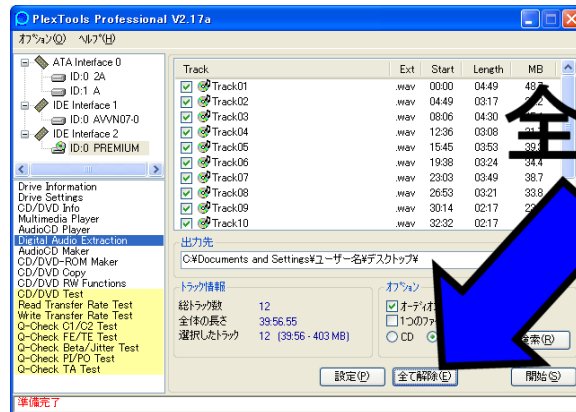 PlexTools Professional V2.17a
オプション(O) ヘルプ(H)
ATA Interface 0
ID:0 2A
ID:1 A
IDE Interface 1
ID:0 AVVN07-0
IDE Interface 2
ID:0 PREMIUM
Drive Information
Drive Settings
CD/DVD Info
Multimedia Player
AudioCD Player
Digital Audio Extraction
AudioCD Maker
CD/DVD-ROM Maker
CD/DVD Copy
CD/DVD RW Functions
CD/DVD Test
Read Transfer Rate Test
Write Transfer Rate Test
Q-Check C1/C2 Test
Q-Check FE/TE Test
Q-Check Beta/Jitter Test
Q-Check PI/PO Test
Q-Check TA Test
Track Ext Start Length MB
Track01 .wav 00:00 04:49
Track02 .wav 04:49 03:17
Track03 .wav 08:06 04:30
Track04 .wav 12:36 03:08
Track05 .wav 15:45 03:53
Track06 .wav 19:38 03:24 34.4
Track07 .wav 23:03 03:49 38.7
Track08 .wav 26:53 03:21 33.8
Track09 .wav 30:14 02:17
Track10 .wav 32:32 02:17
全
出力先
C:¥Documents and Settings¥ユーザー名¥デスクトップ¥
トラック情報
総トラック数 12
全体の長さ 39:56.55
選択したトラック 12 (39:56 - 403 MB)
オプション
オーディオ
1つのファ
CD
検索(R)
設定(P) 全て解除(E) 開始(S)
準備完了